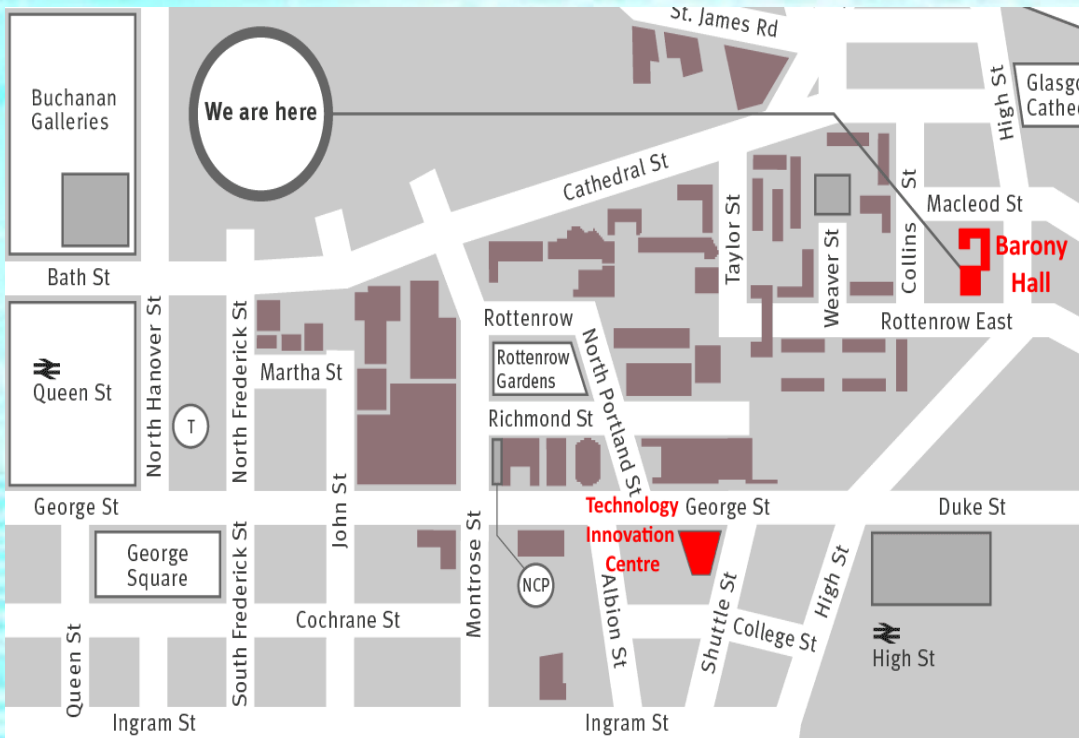 St. James Rd
Buchanan
Galleries
We are here
High St
Glasgo
Cathed
Cathedral St
Taylor St
Weaver St
Collins St
Macleod St
Barony
Hall
Bath St
Rottenrow East
North Hanover St
North Frederick St
Rottenrow
Rottenrow
Gardens
North Portland St
Queen St
Martha St
T
Richmond St
George St
John St
Montrose St
Technology
Innovation
Centre
George St
Duke St
George
Square
South Frederick St
NCP
Albion St
Shuttle St
High St
Cochrane St
College St
High St
Queen St
Ingram St
Ingram St